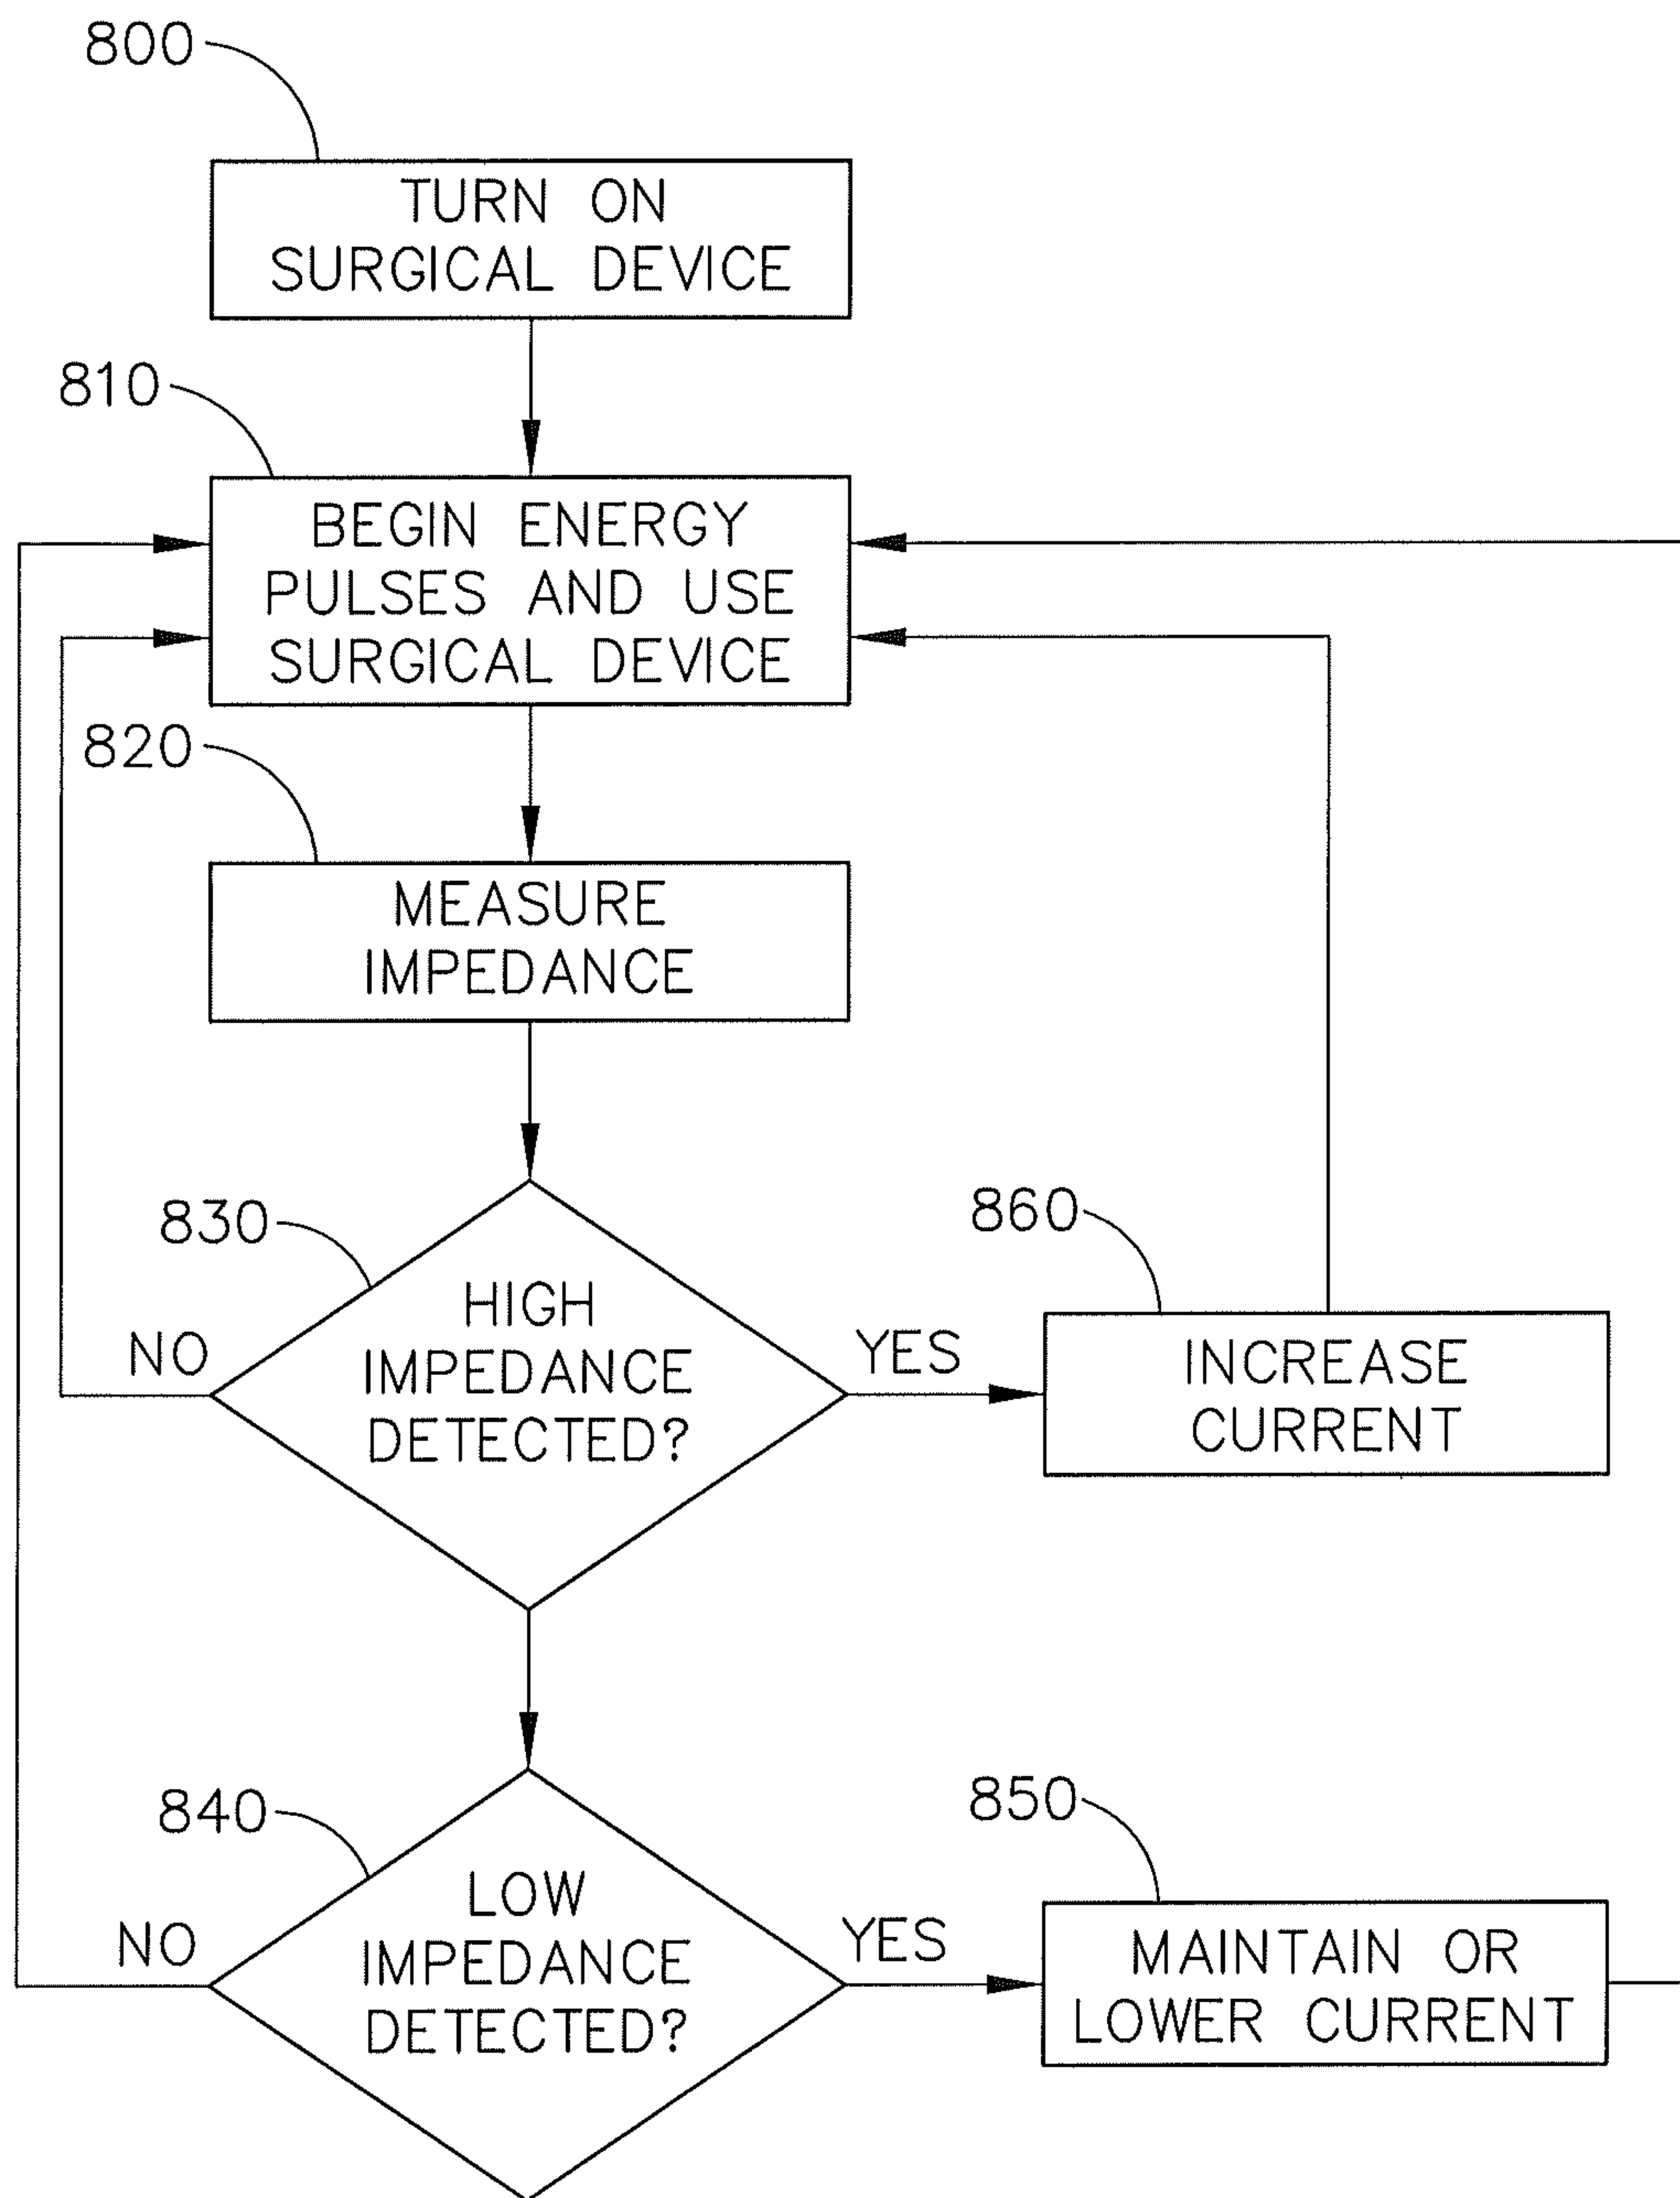 800
TURN ON
SURGICAL DEVICE
810
BEGIN ENERGY
PULSES AND USE
SURGICAL DEVICE
820
MEASURE
IMPEDANCE
830
HIGH
IMPEDANCE
DETECTED?
NO
YES
860
INCREASE
CURRENT
840
LOW
IMPEDANCE
DETECTED?
NO
YES
850
MAINTAIN OR
LOWER CURRENT